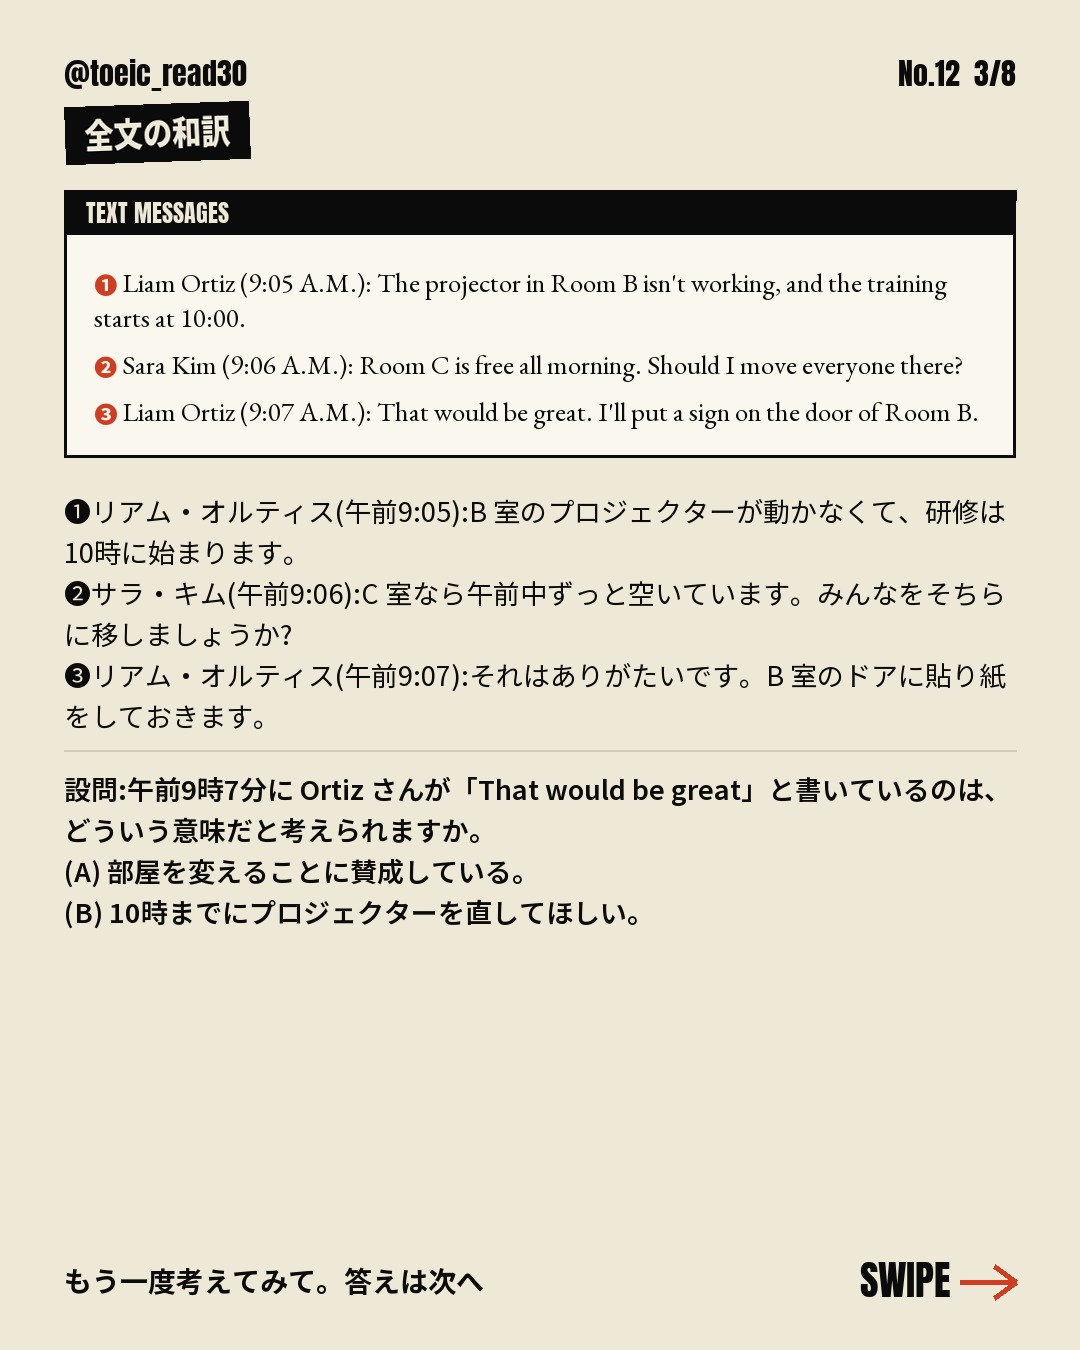 @toeic_read30
No.12 3/8
全文の和訳
TEXT MESSAGES
❶ Liam Ortiz (9:05 A.M.): The projector in Room B isn't working, and the training
starts at 10:00.
❷ Sara Kim (9:06 A.M.): Room C is free all morning. Should I move everyone there?
❸ Liam Ortiz (9:07 A.M.): That would be great. I'll put a sign on the door of Room B.
❶リアム・オルティス(午前9:05):B 室のプロジェクターが動かなくて、研修は
10時に始まります。
❷サラ・キム(午前9:06):C 室なら午前中ずっと空いています。みんなをそちら
に移しましょうか?
❸リアム・オルティス(午前9:07):それはありがたいです。B 室のドアに貼り紙
をしておきます。
設問:午前9時7分に Ortiz さんが「That would be great」と書いているのは、
どういう意味だと考えられますか。
(A) 部屋を変えることに賛成している。
(B) 10時までにプロジェクターを直してほしい。
もう一度考えてみて。答えは次へ
SWIPE